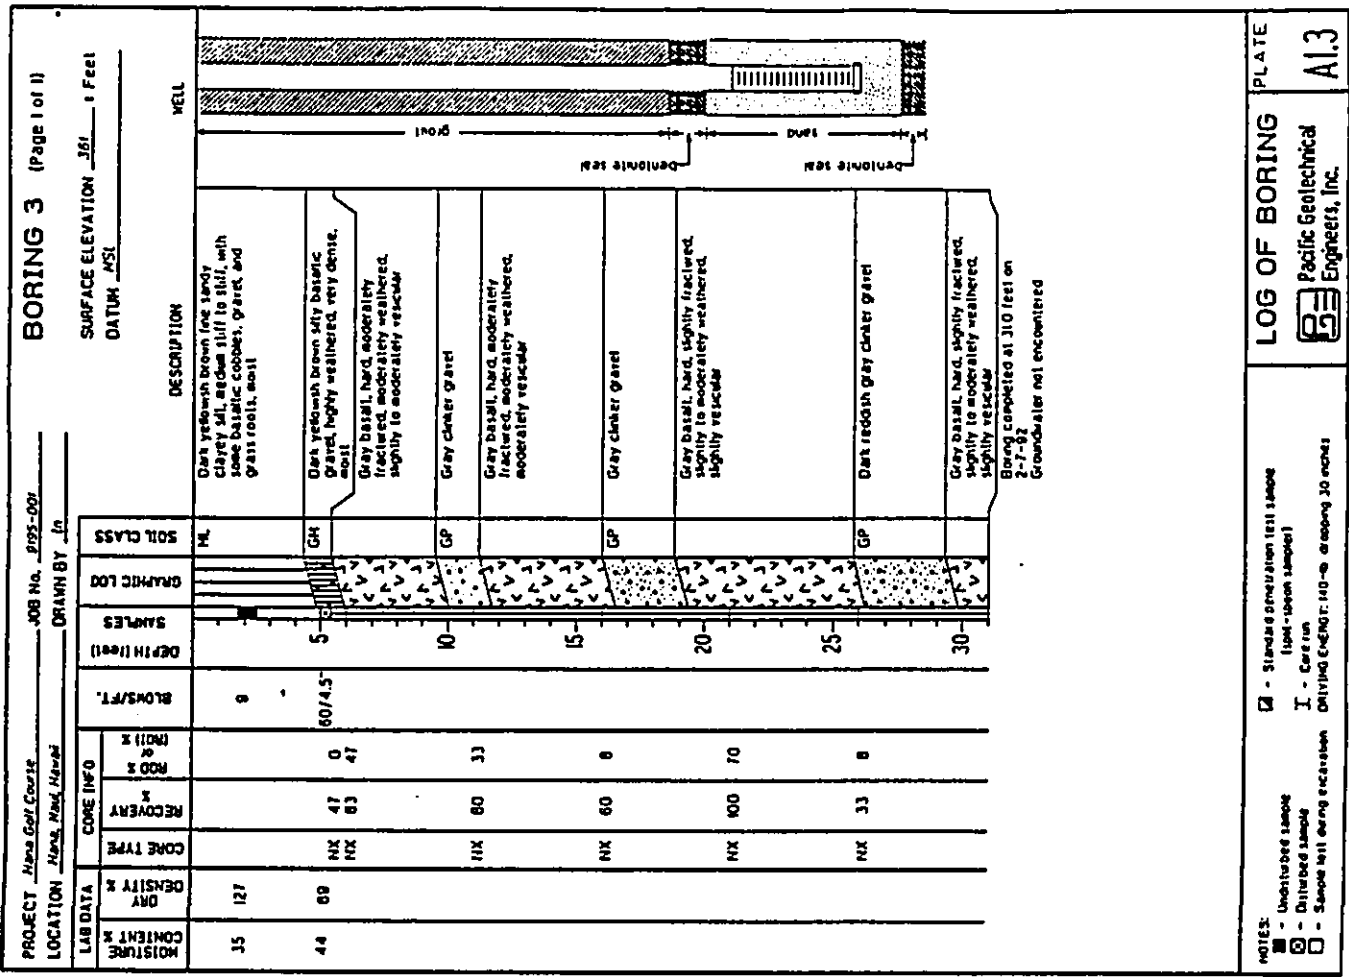 PROJECT Hana Golf Course JOB No. 8195-001 BORING 3 (Page 1 of 1)
LOCATION Hana, Maui, Hawaii DRAWN BY ln
SURFACE ELEVATION 361 ± Feet
DATUM MSL
LAB DATA
CORE INFO
MOISTURE CONTENT %
DRY DENSITY %
CORE TYPE
RECOVERY %
ROD % or (ROI) %
BLOWS/FT.
DEPTH (feet)
SAMPLES
GRAPHIC LOG
SOIL CLASS
DESCRIPTION
WELL
35 127 8
44 69 NX 47 0 60/4.5"
NX 83 47
NX 80 33
NX 60 8
NX 100 70
NX 33 8
5
10
15
20
25
30
ML
GH
GP
GP
GP
Dark yellowish brown fine sandy
clayey silt, medium stiff to stiff, with
some basaltic cobbles, gravel, and
grass roots, moist
Dark yellowish brown silty basaltic
gravel, highly weathered, very dense,
moist
Gray basalt, hard, moderately
fractured, moderately weathered,
slightly to moderately vesicular
Gray clinker gravel
Gray basalt, hard, moderately
fractured, moderately weathered,
moderately vesicular
Gray clinker gravel
Gray basalt, hard, slightly fractured,
slightly to moderately weathered,
slightly vesicular
Dark reddish gray clinker gravel
Gray basalt, hard, slightly fractured,
slightly to moderately weathered,
slightly vesicular
Boring completed at 31.0 feet on
2-7-92
Groundwater not encountered
grout
bentonite seal
sand
bentonite seal
NOTES:
- Undisturbed sample
- Disturbed sample
- Sample lost during excavation
- Standard penetration test sample
(split-spoon sampler)
- Core run
DRIVING ENERGY: 140-lb dropping 30 inches
LOG OF BORING
Pacific Geotechnical
Engineers, Inc.
PLATE
A1.3